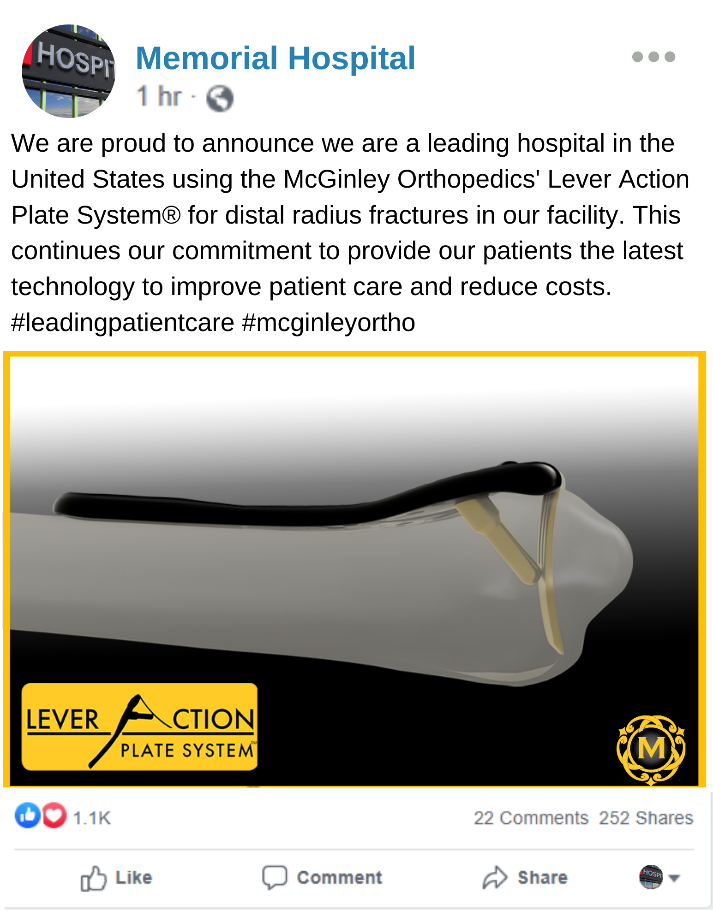 HOSPI
Memorial Hospital
1 hr ·
We are proud to announce we are a leading hospital in the
United States using the McGinley Orthopedics' Lever Action
Plate System® for distal radius fractures in our facility. This
continues our commitment to provide our patients the latest
technology to improve patient care and reduce costs.
#leadingpatientcare #mcginleyortho
LEVER ACTION
PLATE SYSTEM™
M
1.1K
22 Comments 252 Shares
Like
Comment
Share
HOSPI